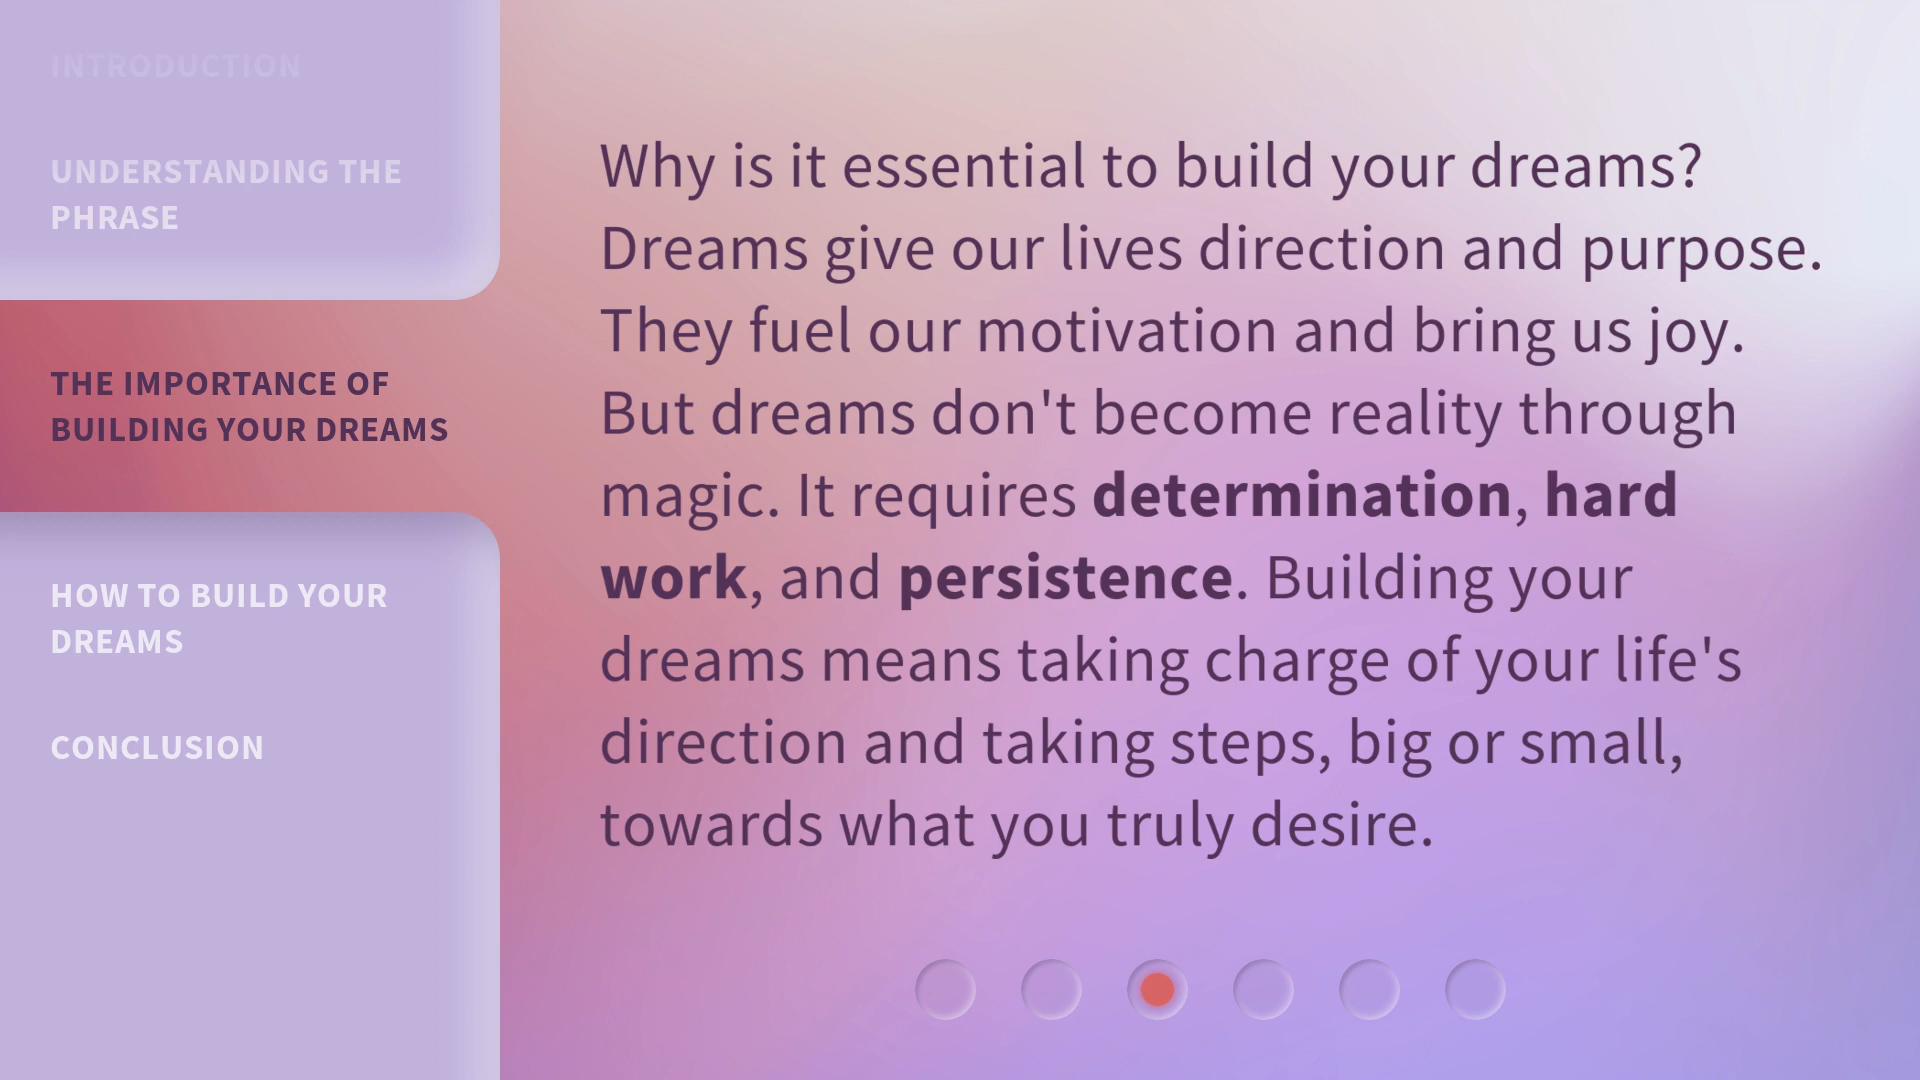 INTRODUCTION
UNDERSTANDING THE
PHRASE
THE IMPORTANCE OF
BUILDING YOUR DREAMS
HOW TO BUILD YOUR
DREAMS
CONCLUSION
Why is it essential to build your dreams?
Dreams give our lives direction and purpose.
They fuel our motivation and bring us joy.
But dreams don't become reality through
magic. It requires determination, hard
work, and persistence. Building your
dreams means taking charge of your life's
direction and taking steps, big or small,
towards what you truly desire.